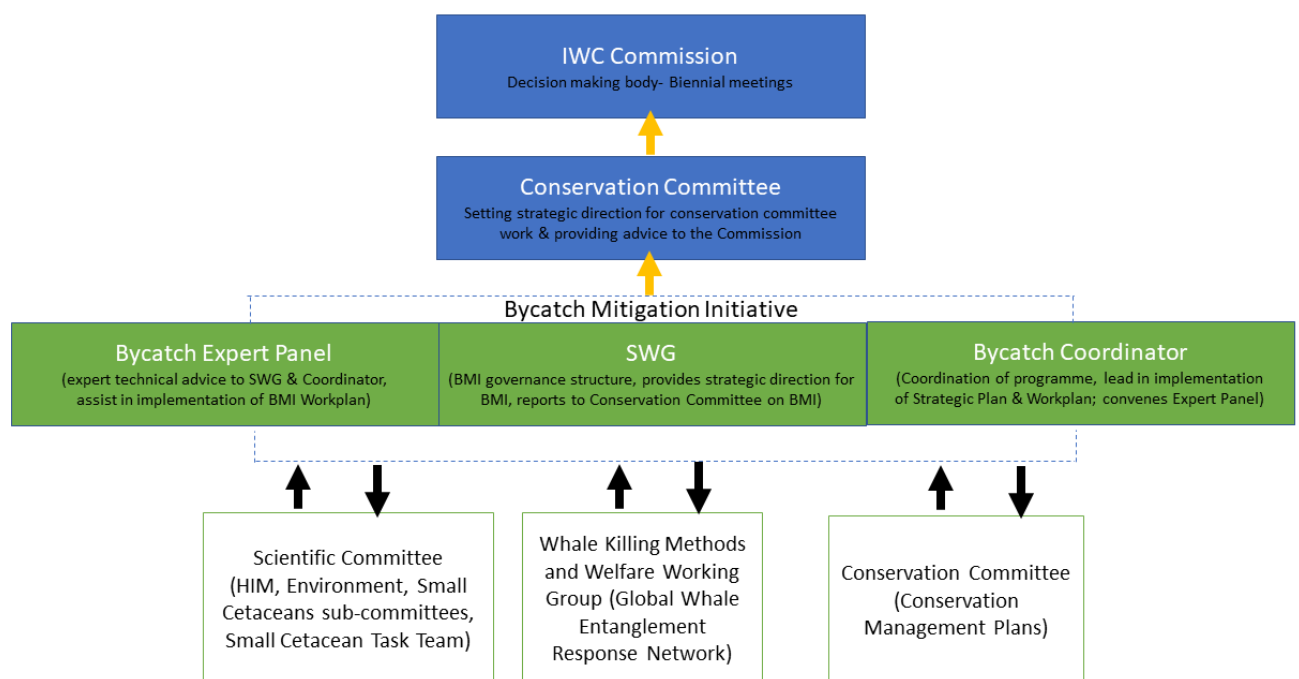 IWC Commission
Decision making body- Biennial meetings
Conservation Committee
Setting strategic direction for conservation committee
work & providing advice to the Commission
Bycatch Mitigation Initiative
Bycatch Expert Panel
(expert technical advice to SWG & Coordinator,
assist in implementation of BMI Workplan)
SWG
(BMI governance structure, provides strategic direction for
BMI, reports to Conservation Committee on BMI)
Bycatch Coordinator
(Coordination of programme, lead in implementation
of Strategic Plan & Workplan; convenes Expert Panel)
Scientific Committee
(HIM, Environment, Small
Cetaceans sub-committees,
Small Cetacean Task Team)
Whale Killing Methods
and Welfare Working
Group (Global Whale
Entanglement
Response Network)
Conservation Committee
(Conservation
Management Plans)